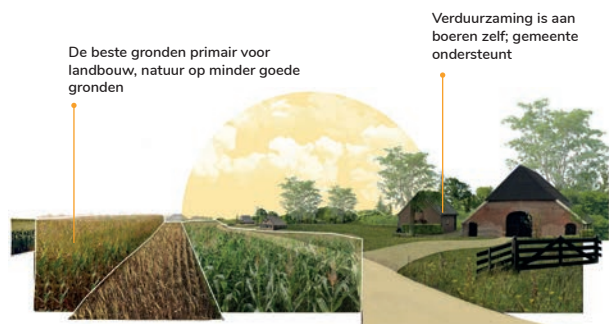 De beste gronden primair voor
landbouw, natuur op minder goede
gronden
Verduurzaming is aan
boeren zelf; gemeente
ondersteunt